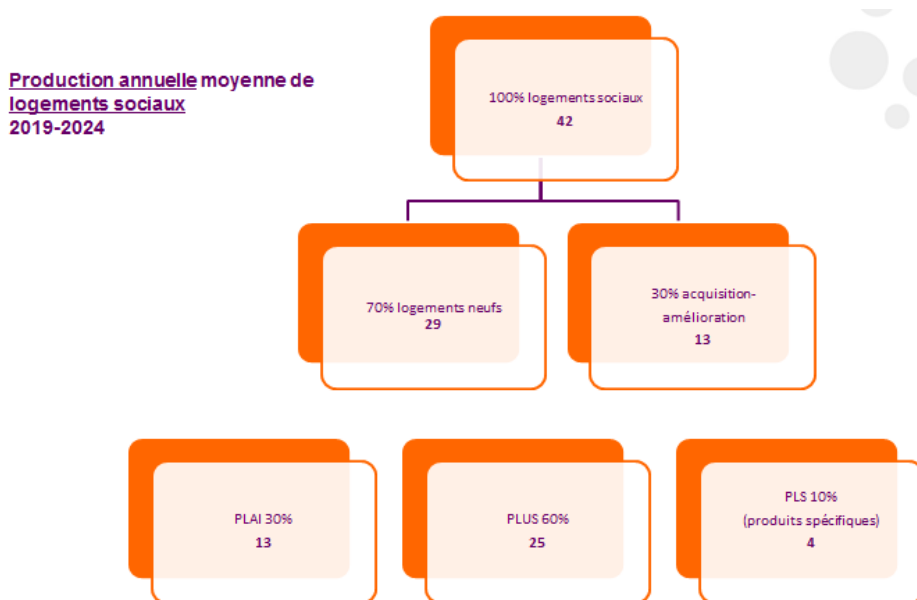 Production annuelle moyenne de
logements sociaux
2019-2024
100% logements sociaux
42
70% logements neufs
29
30% acquisition-
amélioration
13
PLAI 30%
13
PLUS 60%
25
PLS 10%
(produits spécifiques)
4